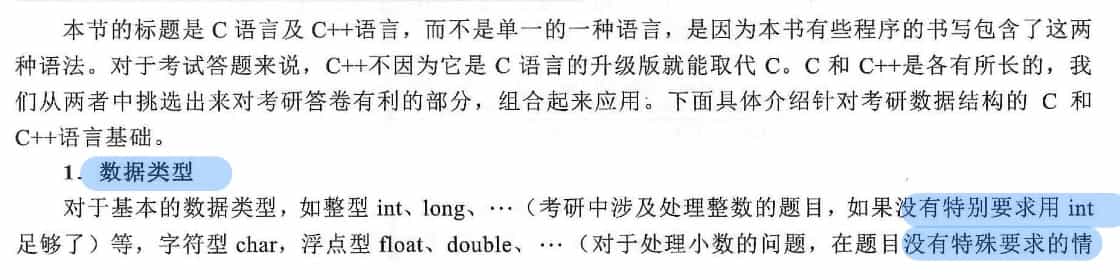 本节的标题是 C 语言及 C++语言，而不是单一的一种语言，是因为本书有些程序的书写包含了这两
种语法。对于考试答题来说，C++不因为它是 C 语言的升级版就能取代 C。C 和 C++是各有所长的，我
们从两者中挑选出来对考研答卷有利的部分，组合起来应用。下面具体介绍针对考研数据结构的 C 和
C++语言基础。
1. 数据类型
对于基本的数据类型，如整型 int、long、…（考研中涉及处理整数的题目，如果没有特别要求用 int
足够了）等，字符型 char，浮点型 float、double、…（对于处理小数的问题，在题目没有特殊要求的情